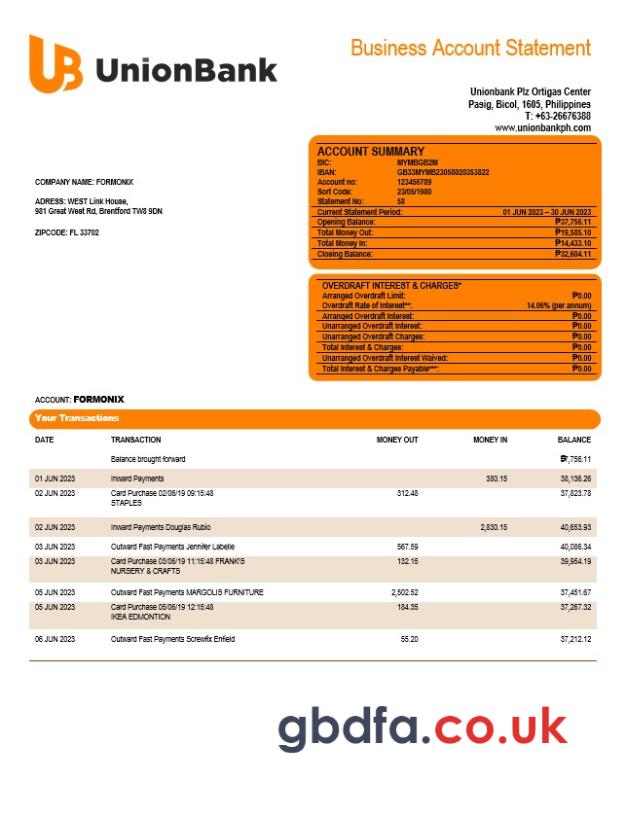 UB UnionBank
Business Account Statement
Unionbank Plz Ortigas Center
Pasig, Bicol, 1605, Philippines
T: +63-26676388
www.unionbankph.com
COMPANY NAME: FORMONIX
ADRESS: WEST Link House,
981 Great West Rd, Brentford TW8 9DN
ZIPCODE: FL 33702
ACCOUNT SUMMARY
BIC: MYMBGB2M
IBAN: GB33MYMB23058020353822
Account no: 123456789
Sort Code: 23/05/1980
Statement No: 58
Current Statement Period: 01 JUN 2023 – 30 JUN 2023
Opening Balance: ₱37,756.11
Total Money Out: ₱19,585.10
Total Money In: ₱14,433.10
Closing Balance: ₱32,604.11
OVERDRAFT INTEREST & CHARGES*
Arranged Overdraft Limit: ₱0.00
Overdraft Rate of Interest**: 14.06% (per annum)
Arranged Overdraft Interest: ₱0.00
Unarranged Overdraft Interest: ₱0.00
Unarranged Overdraft Charges: ₱0.00
Total Interest & Charges: ₱0.00
Unarranged Overdraft Interest Waived: ₱0.00
Total Interest & Charges Payable***: ₱0.00
ACCOUNT: FORMONIX
Your Transactions
DATE TRANSACTION MONEY OUT MONEY IN BALANCE
Balance brought forward ₱7,756.11
01 JUN 2023 Inward Payments 380.15 38,136.26
02 JUN 2023 Card Purchase 02/06/19 09:15:48 312.48 37,823.78
STAPLES
02 JUN 2023 Inward Payments Douglas Rubio 2,830.15 40,653.93
03 JUN 2023 Outward Fast Payments Jennifer Labelle 567.59 40,086.34
03 JUN 2023 Card Purchase 03/06/19 11:15:48 FRANK'S 132.15 39,954.19
NURSERY & CRAFTS
05 JUN 2023 Outward Fast Payments MARGOLIS FURNITURE 2,502.52 37,451.67
05 JUN 2023 Card Purchase 05/06/19 12:15:48 184.35 37,267.32
IKEA EDMONTION
06 JUN 2023 Outward Fast Payments Screwfix Enfield 55.20 37,212.12
gbdfa.co.uk